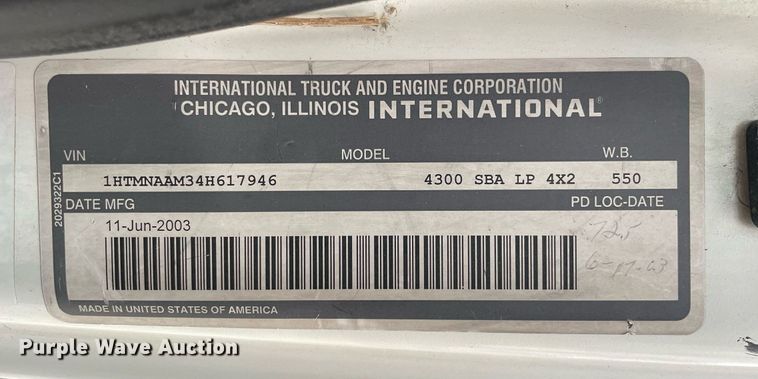 INTERNATIONAL TRUCK AND ENGINE CORPORATION
CHICAGO, ILLINOIS INTERNATIONAL®
VIN MODEL W.B.
1HTMNAAM34H617946 4300 SBA LP 4X2 550
DATE MFG PD LOC-DATE
11-Jun-2003
2029322C1
MADE IN UNITED STATES OF AMERICA
Purple Wave Auction